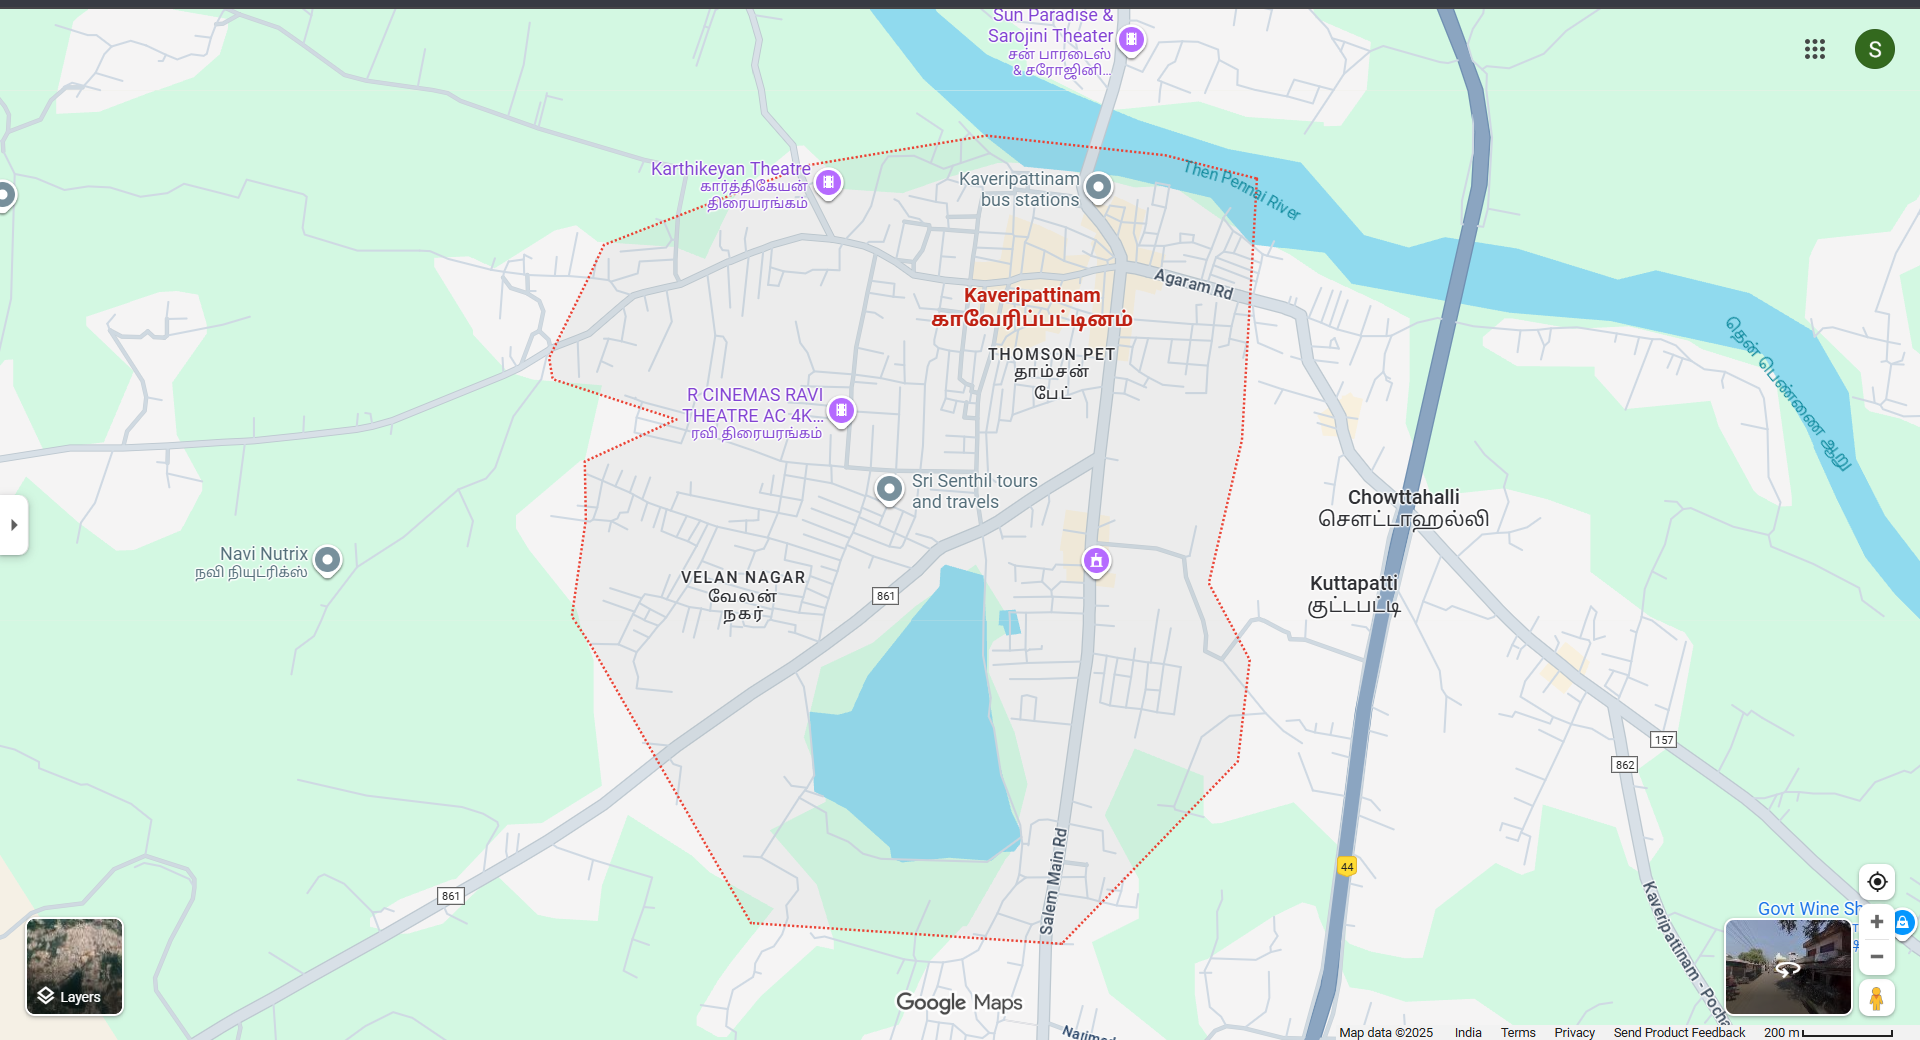 Sun Paradise &
Sarojini Theater
சன் பாரடைஸ்
& சரோஜினி...
S
Karthikeyan Theatre
கார்த்திகேயன்
திரையரங்கம்
Kaveripattinam
bus stations
Then Pennai River
Agaram Rd
Kaveripattinam
காவேரிப்பட்டினம்
THOMSON PET
தாம்சன்
பேட்
தென் பெண்ணை ஆறு
R CINEMAS RAVI
THEATRE AC 4K...
ரவி திரையரங்கம்
Sri Senthil tours
and travels
Chowttahalli
சௌட்டாஹல்லி
Navi Nutrix
நவி நியுட்ரிக்ஸ்
VELAN NAGAR
வேலன்
நகர்
861
Kuttapatti
குட்டபட்டி
157
862
Salem Main Rd
44
861
Kaveripattinam - Pocha
Govt Wine Sh
Layers
Google Maps
Map data ©2025 India Terms Privacy Send Product Feedback 200 m